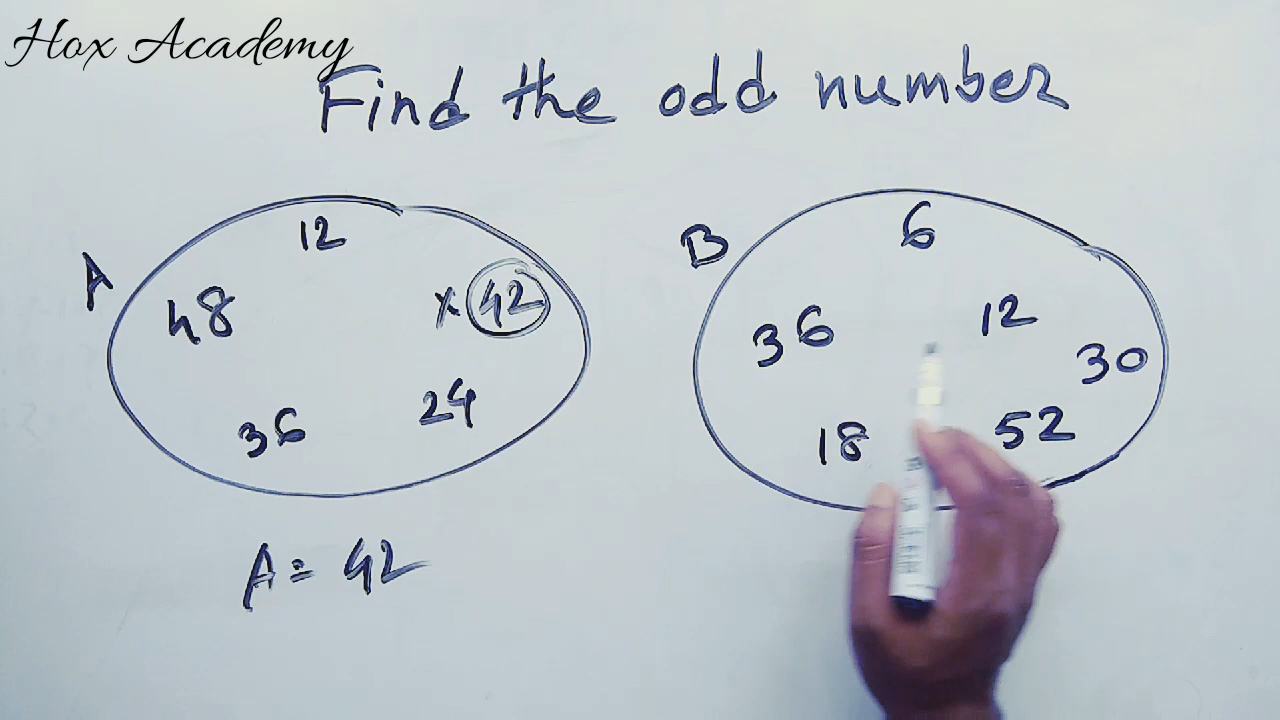 Hox Academy
Find the odd number
A
12
48
x 42
36
24
A = 42
B
6
36
12
30
18
52